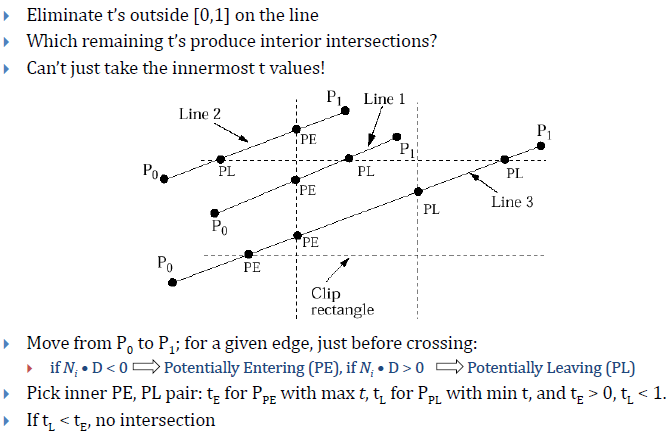 Eliminate t's outside [0,1] on the line
Which remaining t's produce interior intersections?
Can't just take the innermost t values!
P1 Line 1
Line 2
PE
P1
P1
P0 PL PL PL
PE
Line 3
P0 PL
PE
P0 PE
Clip
rectangle
Move from P0 to P1; for a given edge, just before crossing:
if Ni • D < 0 ⇨ Potentially Entering (PE), if Ni • D > 0 ⇨ Potentially Leaving (PL)
Pick inner PE, PL pair: tE for PPE with max t, tL for PPL with min t, and tE > 0, tL < 1.
If tL < tE, no intersection